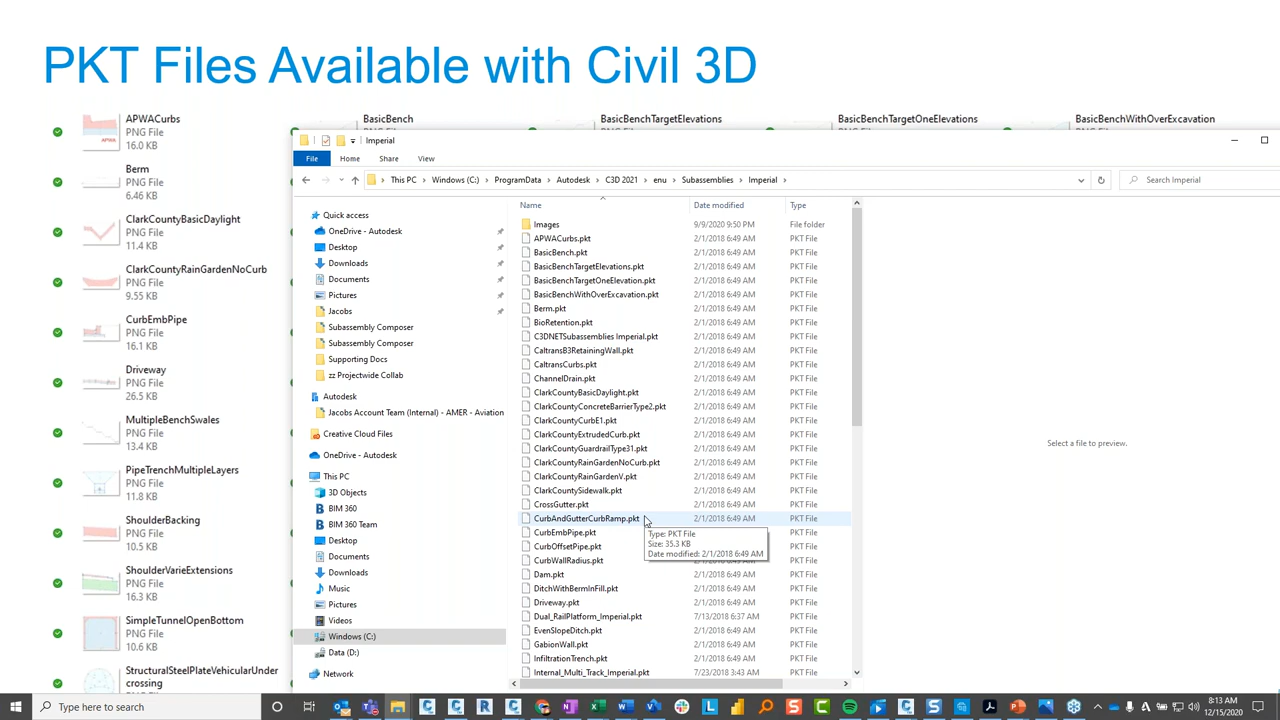 PKT Files Available with Civil 3D
APWACurbs
PNG File
16.0 KB
Berm
PNG File
6.46 KB
ClarkCountyBasicDaylight
PNG File
11.4 KB
ClarkCountyRainGardenNoCurb
PNG File
9.55 KB
CurbEmbPipe
PNG File
16.1 KB
Driveway
PNG File
26.5 KB
MultipleBenchSwales
PNG File
13.4 KB
PipeTrenchMultipleLayers
PNG File
11.8 KB
ShoulderBacking
PNG File
10.5 KB
ShoulderVarieExtensions
PNG File
16.3 KB
SimpleTunnelOpenBottom
PNG File
10.6 KB
StructuralSteelPlateVehicularUnder
crossing
BasicBench
BasicBenchTargetElevations
BasicBenchTargetOneElevations
BasicBenchWithOverExcavation
Imperial
File Home Share View
This PC > Windows (C:) > ProgramData > Autodesk > C3D 2021 > enu > Subassemblies > Imperial >
Search Imperial
Quick access
OneDrive - Autodesk
Desktop
Downloads
Documents
Pictures
Jacobs
Subassembly Composer
Subassembly Composer
Supporting Docs
zz Projectwide Collab
Autodesk
Jacobs Account Team (Internal) - AMER - Aviation
Creative Cloud Files
OneDrive - Autodesk
This PC
3D Objects
BIM 360
BIM 360 Team
Desktop
Documents
Downloads
Music
Pictures
Videos
Windows (C:)
Data (D:)
Network
Name Date modified Type
Images 9/9/2020 9:50 PM File folder
APWACurbs.pkt 2/1/2018 6:49 AM PKT File
BasicBench.pkt 2/1/2018 6:49 AM PKT File
BasicBenchTargetElevations.pkt 2/1/2018 6:49 AM PKT File
BasicBenchTargetOneElevation.pkt 2/1/2018 6:49 AM PKT File
BasicBenchWithOverExcavation.pkt 2/1/2018 6:49 AM PKT File
Berm.pkt 2/1/2018 6:49 AM PKT File
BioRetention.pkt 2/1/2018 6:49 AM PKT File
C3DNETSubassemblies Imperial.pkt 2/1/2018 6:49 AM PKT File
CaltransB3RetainingWall.pkt 2/1/2018 6:49 AM PKT File
CaltransCurbs.pkt 2/1/2018 6:49 AM PKT File
ChannelDrain.pkt 2/1/2018 6:49 AM PKT File
ClarkCountyBasicDaylight.pkt 2/1/2018 6:49 AM PKT File
ClarkCountyConcreteBarrierType2.pkt 2/1/2018 6:49 AM PKT File
ClarkCountyCurbE1.pkt 2/1/2018 6:49 AM PKT File
ClarkCountyExtrudedCurb.pkt 2/1/2018 6:49 AM PKT File
ClarkCountyGuardrailType31.pkt 2/1/2018 6:49 AM PKT File
ClarkCountyRainGardenNoCurb.pkt 2/1/2018 6:49 AM PKT File
ClarkCountyRainGardenV.pkt 2/1/2018 6:49 AM PKT File
ClarkCountySidewalk.pkt 2/1/2018 6:49 AM PKT File
CrossGutter.pkt 2/1/2018 6:49 AM PKT File
CurbAndGutterCurbRamp.pkt 2/1/2018 6:49 AM PKT File
CurbEmbPipe.pkt 2/1/2018 6:49 AM PKT File
CurbOffsetPipe.pkt 2/1/2018 6:49 AM PKT File
CurbWallRadius.pkt 2/1/2018 6:49 AM PKT File
Dam.pkt 2/1/2018 6:49 AM PKT File
DitchWithBermInFill.pkt 2/1/2018 6:49 AM PKT File
Driveway.pkt 2/1/2018 6:49 AM PKT File
Dual_RailPlatform_Imperial.pkt 7/13/2018 6:37 AM PKT File
EvenSlopeDitch.pkt 2/1/2018 6:49 AM PKT File
GabionWall.pkt 2/1/2018 6:49 AM PKT File
InfiltrationTrench.pkt 2/1/2018 6:49 AM PKT File
Internal_Multi_Track_Imperial.pkt 7/23/2018 3:43 AM PKT File
Type: PKT File
Size: 35.3 KB
Date modified: 2/1/2018 6:49 AM
Select a file to preview.
Type here to search
8:13 AM
12/15/2020